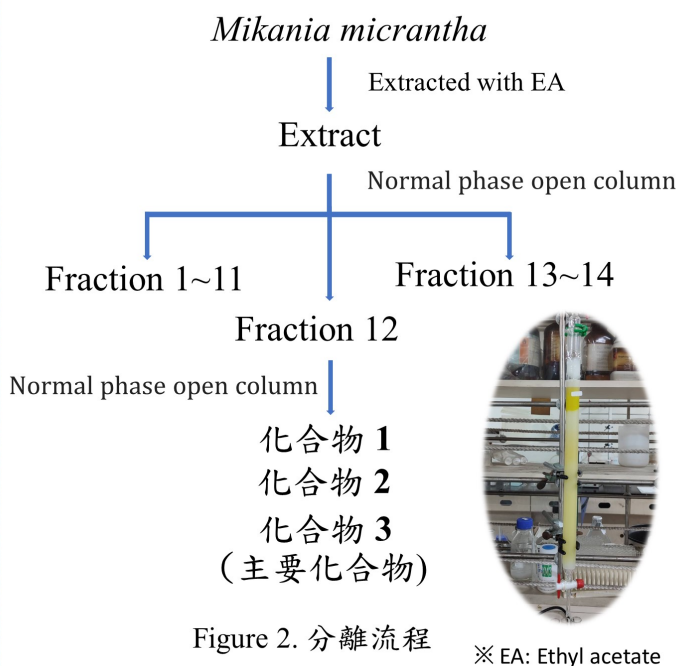 Mikania micrantha
Extracted with EA
Extract
Normal phase open column
Fraction 1~11
Fraction 13~14
Fraction 12
Normal phase open column
化合物 1
化合物 2
化合物 3
(主要化合物)
Figure 2. 分離流程
※ EA: Ethyl acetate